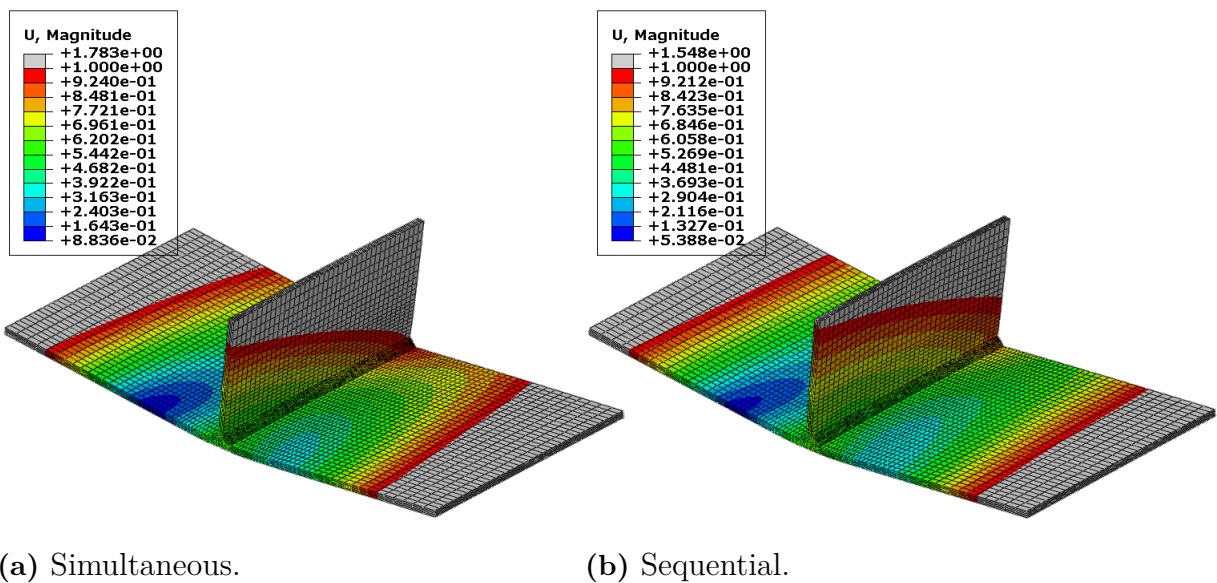 U, Magnitude
+1.783e+00
+1.000e+00
+9.240e-01
+8.481e-01
+7.721e-01
+6.961e-01
+6.202e-01
+5.442e-01
+4.682e-01
+3.922e-01
+3.163e-01
+2.403e-01
+1.643e-01
+8.836e-02
U, Magnitude
+1.548e+00
+1.000e+00
+9.212e-01
+8.423e-01
+7.635e-01
+6.846e-01
+6.058e-01
+5.269e-01
+4.481e-01
+3.693e-01
+2.904e-01
+2.116e-01
+1.327e-01
+5.388e-02
(a) Simultaneous.
(b) Sequential.